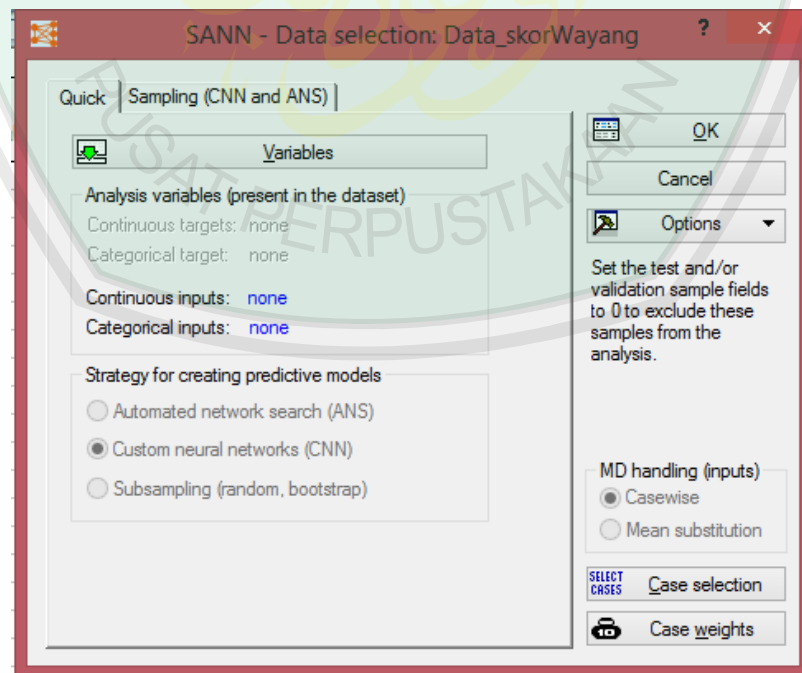 SANN - Data selection: Data_skorWayang
?
×
Quick
Sampling (CNN and ANS)
Variables
Analysis variables (present in the dataset)
Continuous targets: none
Categorical target: none
Continuous inputs: none
Categorical inputs: none
Strategy for creating predictive models
Automated network search (ANS)
Custom neural networks (CNN)
Subsampling (random, bootstrap)
OK
Cancel
Options
Set the test and/or
validation sample fields
to 0 to exclude these
samples from the
analysis.
MD handling (inputs)
Casewise
Mean substitution
SELECT
CASES
Case selection
Case weights
PUSAT PERPUSTAKAAN